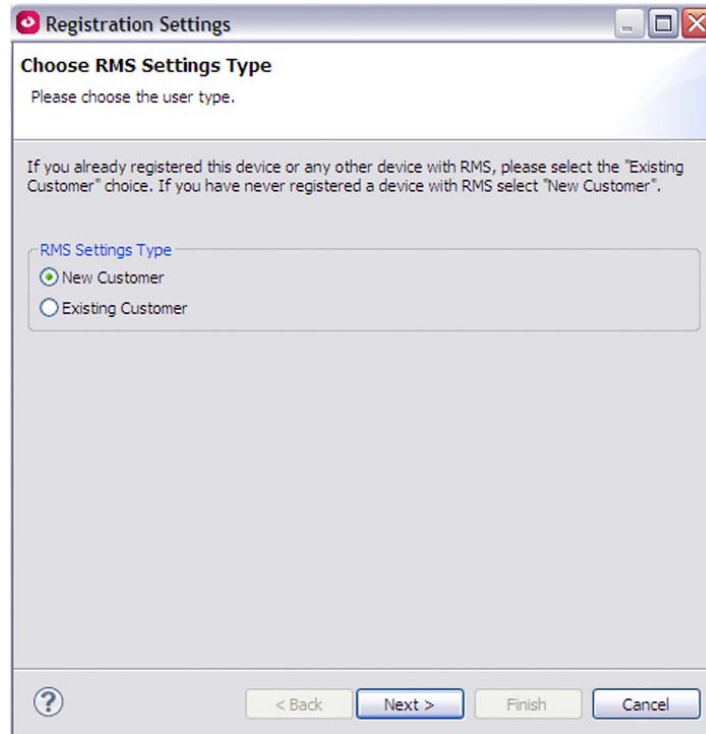 Registration Settings
Choose RMS Settings Type
Please choose the user type.
If you already registered this device or any other device with RMS, please select the "Existing
Customer" choice. If you have never registered a device with RMS select "New Customer".
RMS Settings Type
New Customer
Existing Customer
?
< Back
Next >
Finish
Cancel